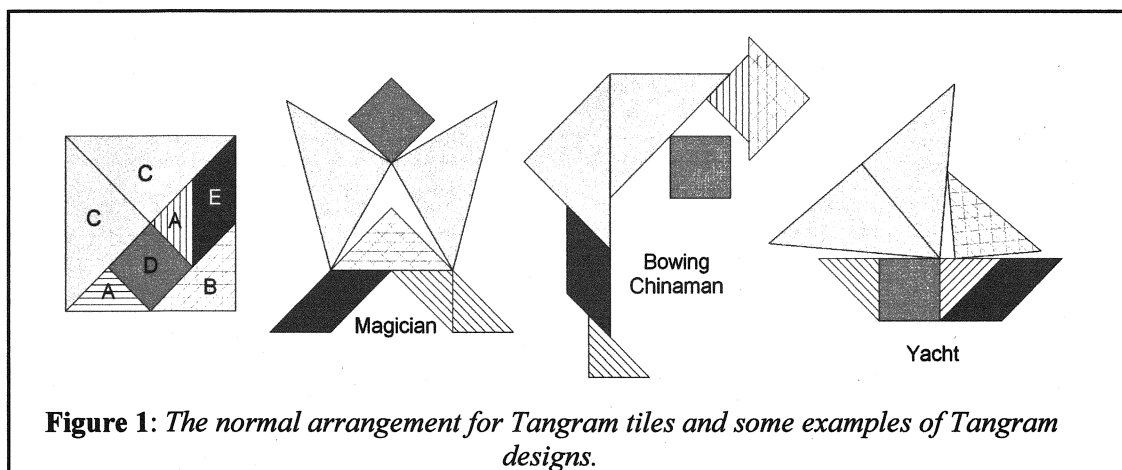 C
C
A
E
D
A
B
Magician
Bowing
Chinaman
Yacht
Figure 1: The normal arrangement for Tangram tiles and some examples of Tangram
designs.